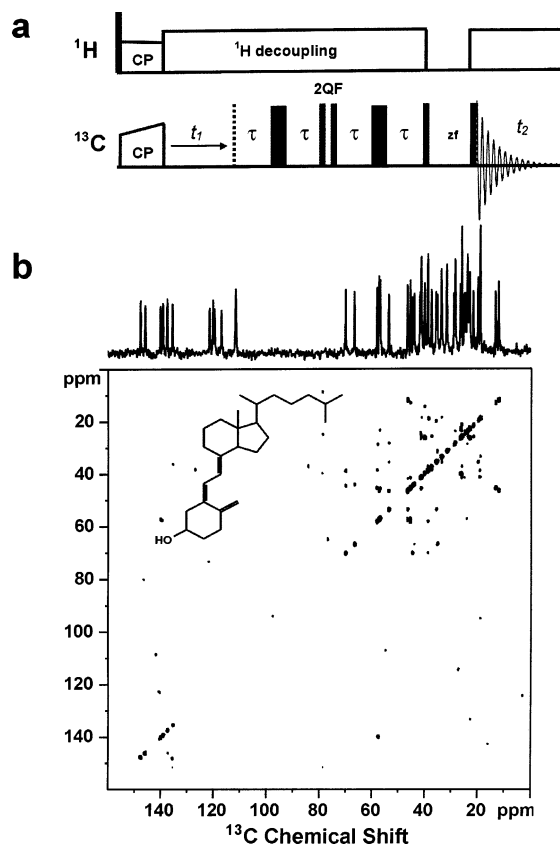 a
¹H
CP
¹H decoupling
2QF
¹³C
CP
t₁
τ
τ
τ
τ
zf
t₂
b
ppm
20
40
60
80
100
120
140
HO
140
120
100
80
60
40
20
ppm
¹³C Chemical Shift